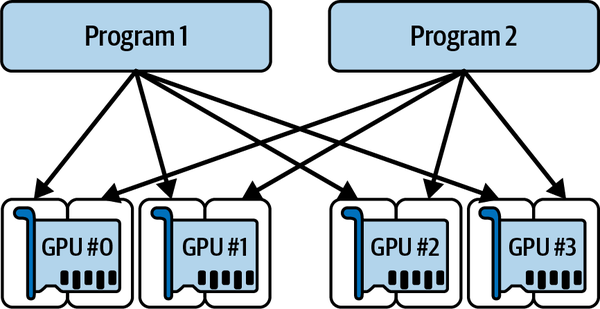 Program 1
Program 2
GPU #0
GPU #1
GPU #2
GPU #3